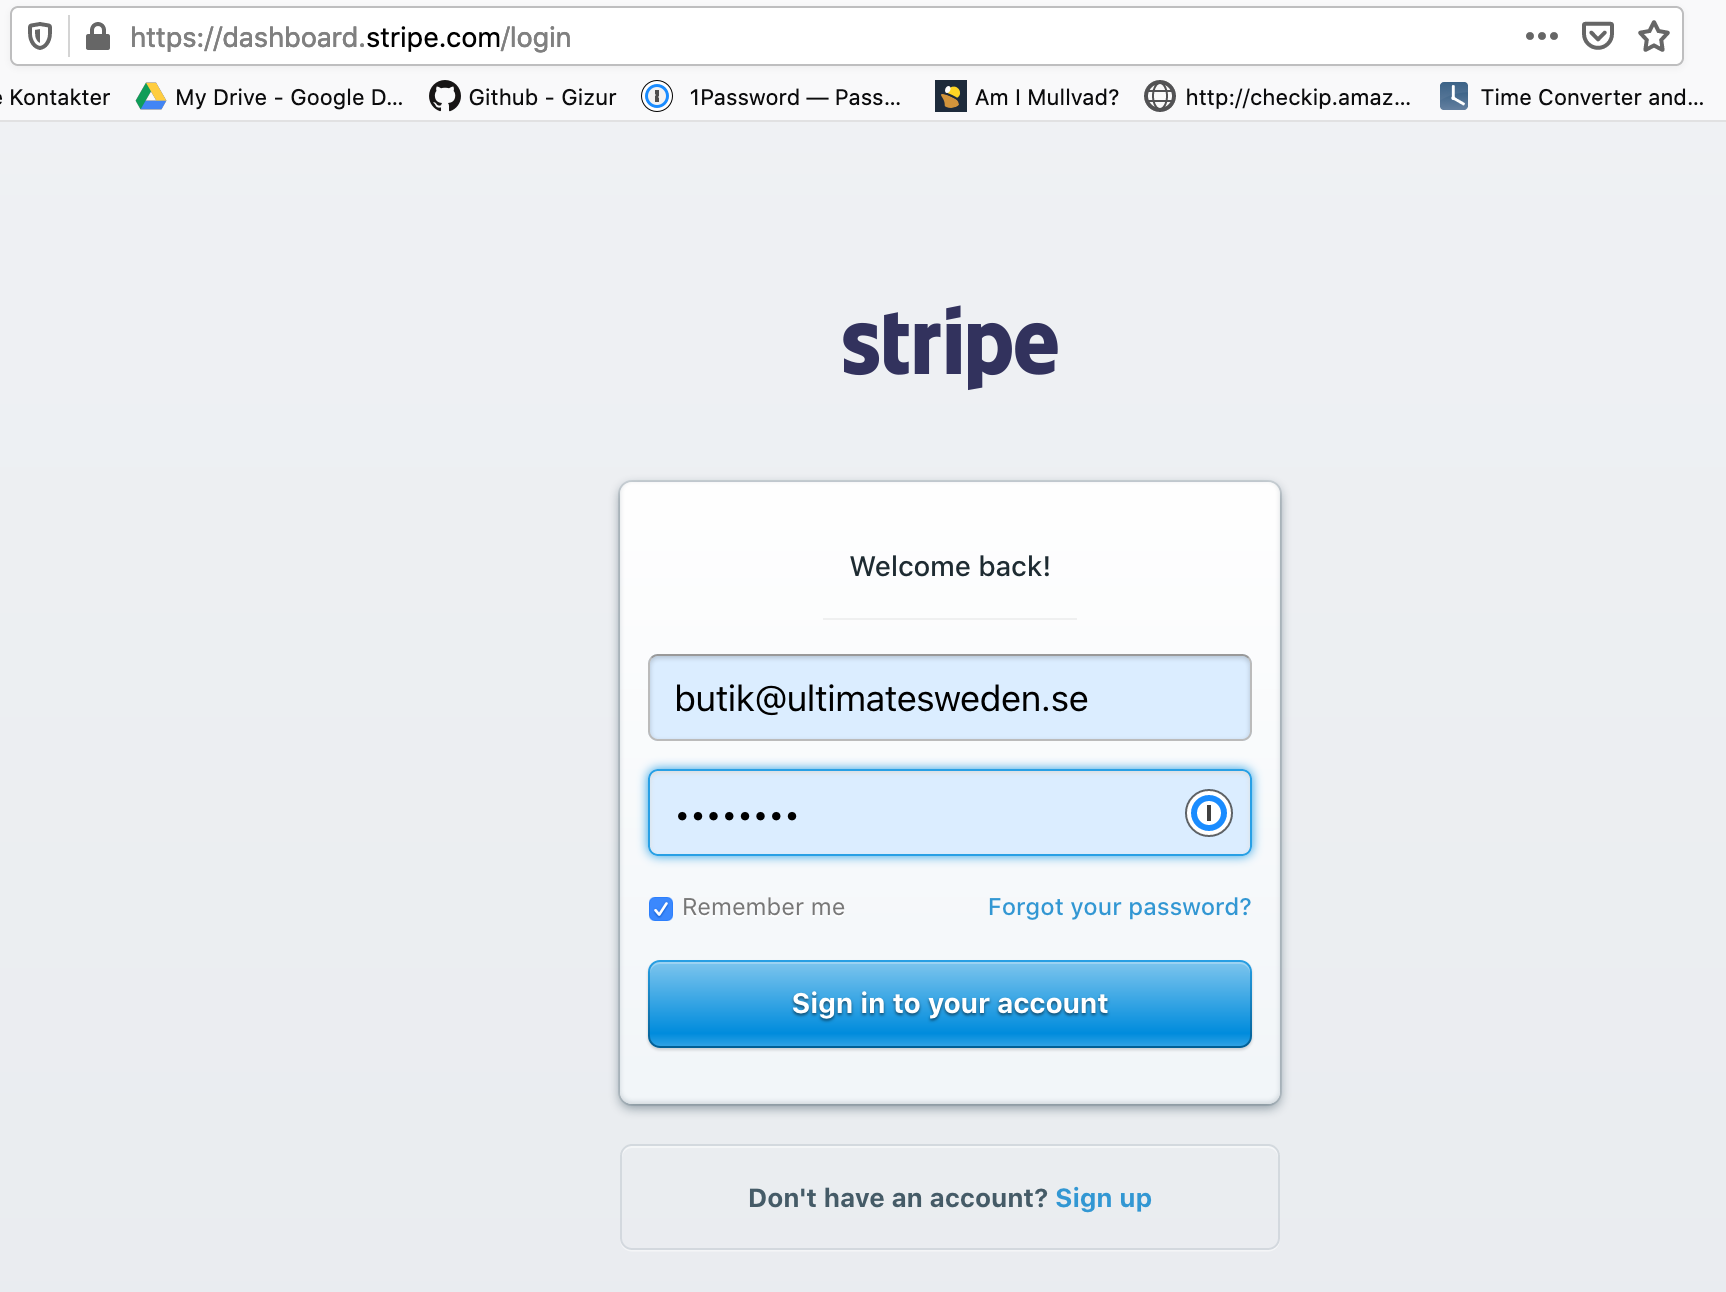 https://dashboard.stripe.com/login
Kontakter My Drive - Google D... Github - Gizur 1Password — Pass... Am I Mullvad? http://checkip.amaz... Time Converter and...
stripe
Welcome back!
butik@ultimatesweden.se
Remember me Forgot your password?
Sign in to your account
Don't have an account? Sign up